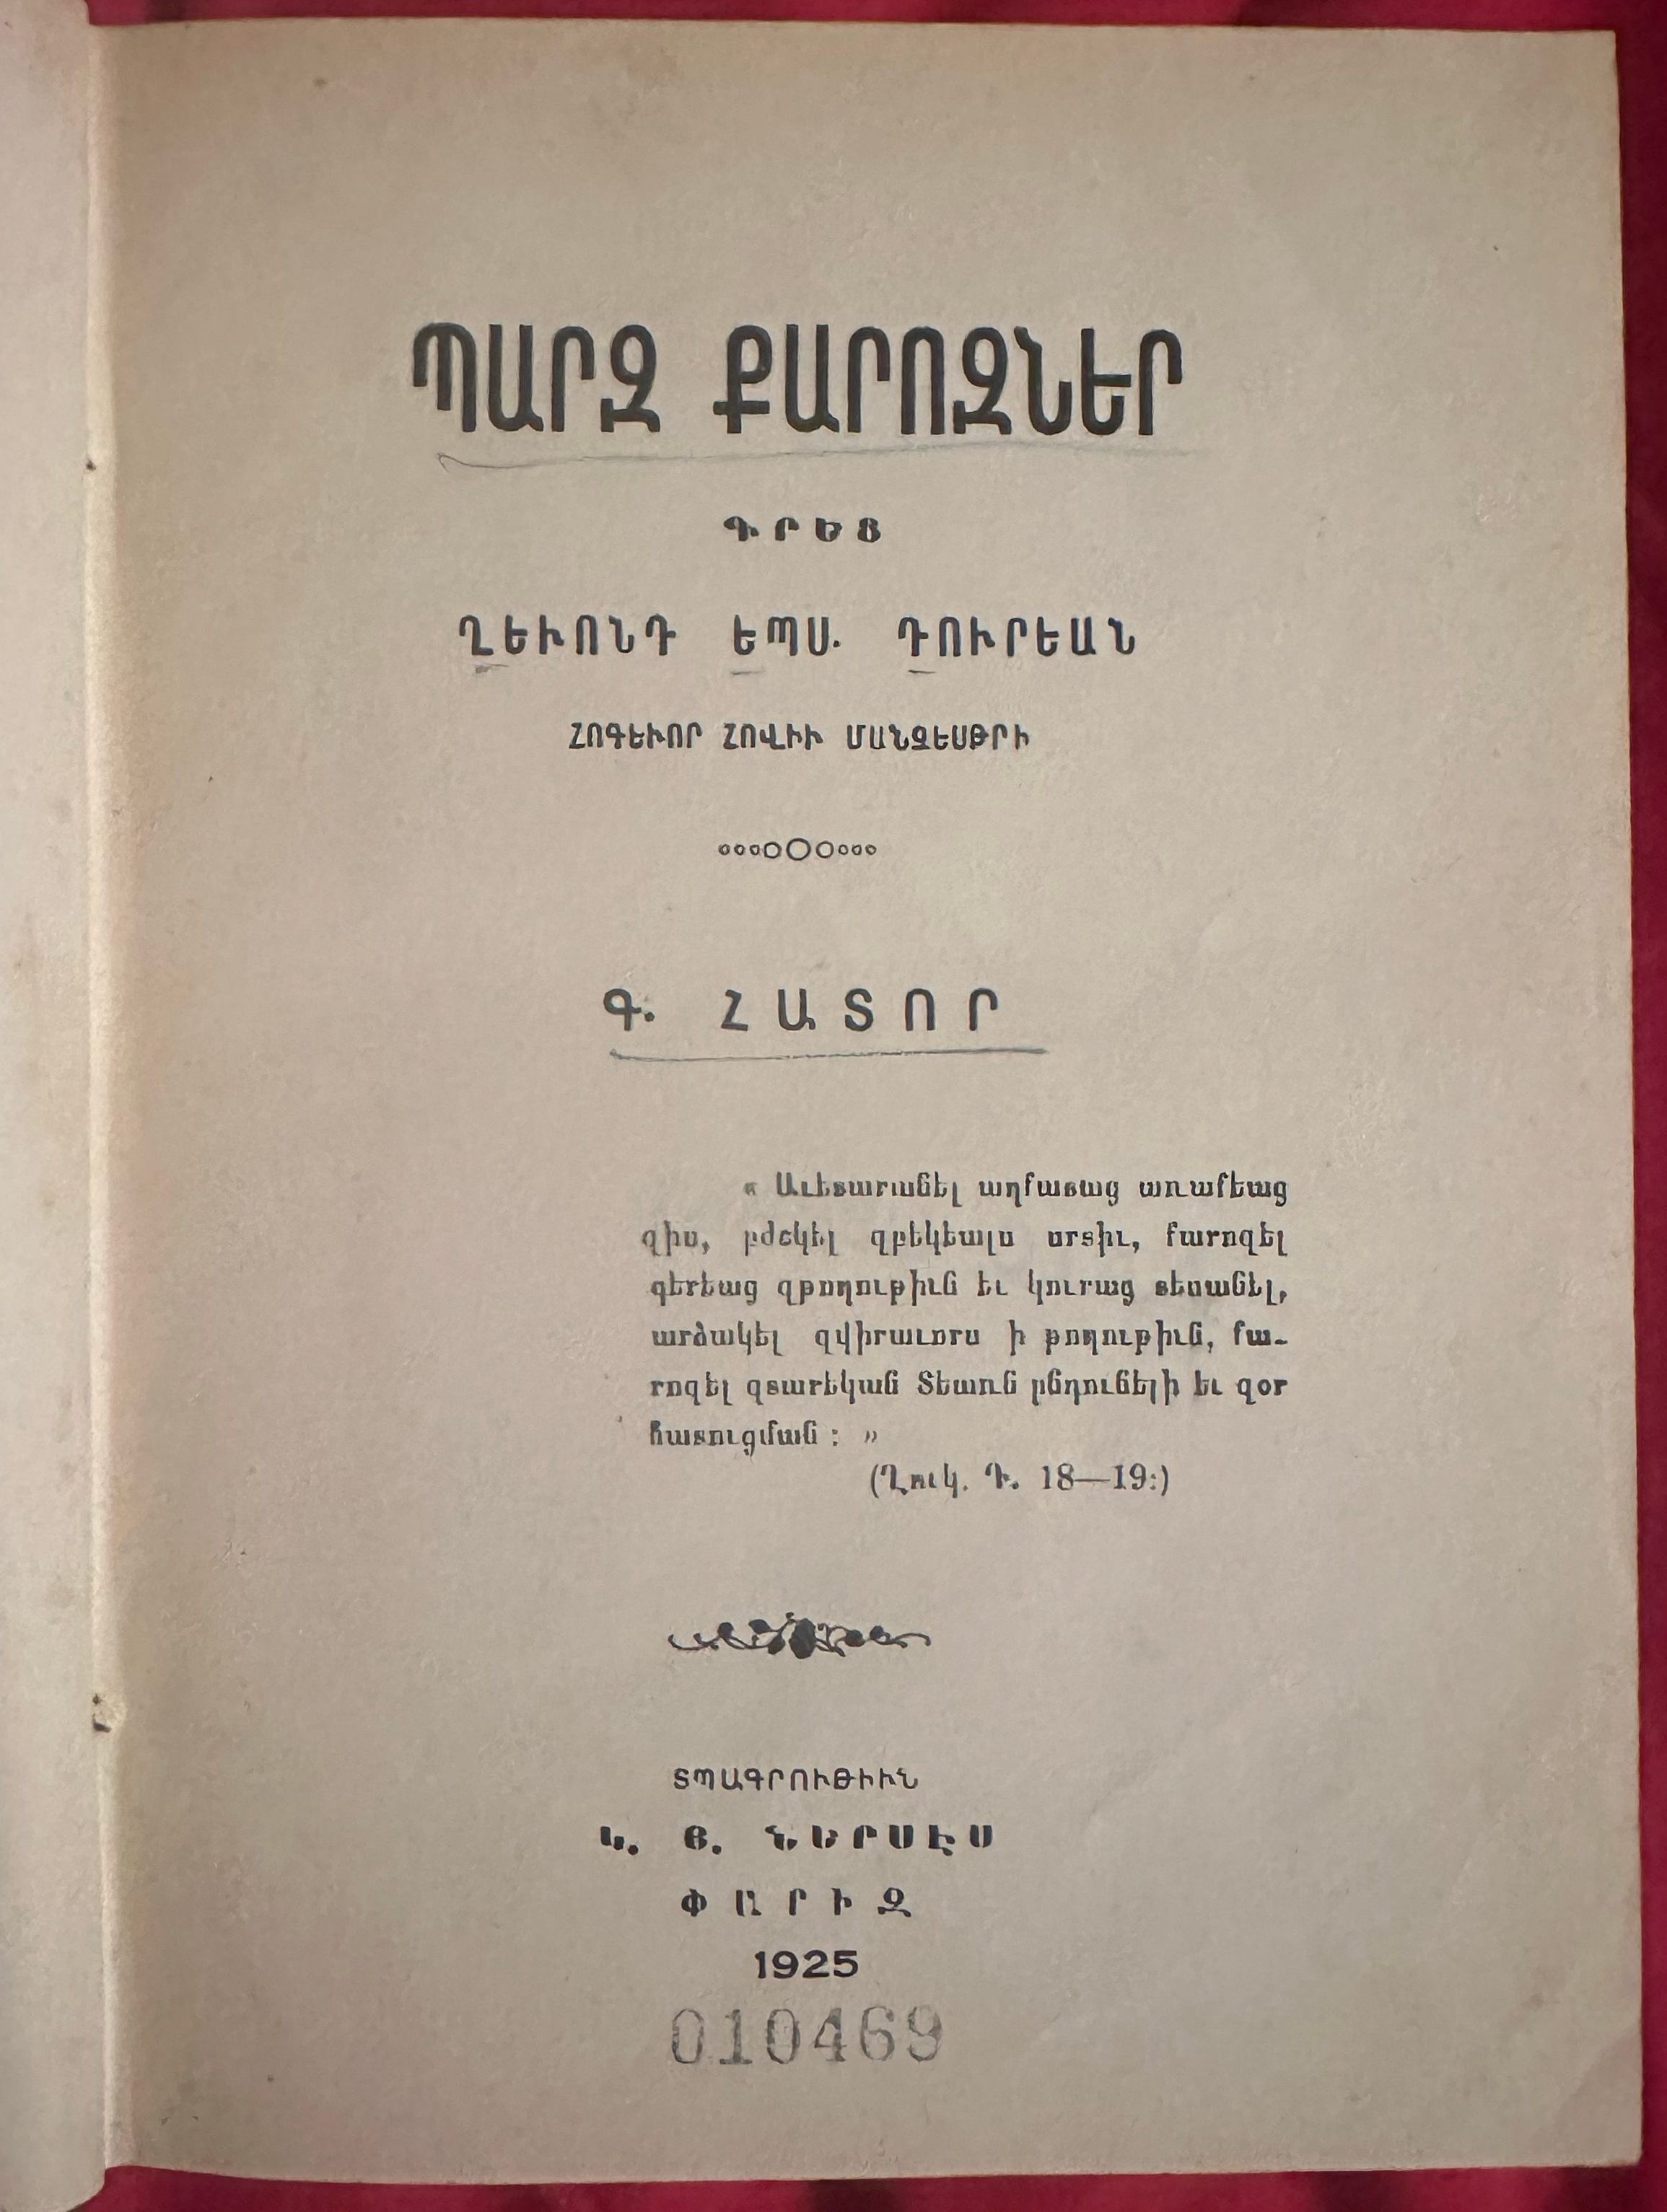 ՊԱՐԶ ՔԱՐՈԶՆԵՐ
ԳՐԵՑ
ՂԵՒՈՆԴ ԵՊՍ. ԴՈՒՐԵԱՆ
ՀՈԳԵՒՈՐ ՀՈՎԻՒ ՄԱՆՉԵՍԹՐԻ
Գ. ՀԱՏՈՐ
« Աւետարանել աղքատաց առաքեաց
զիս, բժշկել զբեկեալս սրտիւ, քարոզել
գերեաց զթողութիւն եւ կուրաց տեսանել,
արձակել զվիրաւորս ի թողութիւն, քա-
րոզել զտարեկան Տեառն ընդունելի եւ զօր
հատուցման : »
(Ղուկ. Դ. 18—19։)
ՏՊԱԳՐՈՒԹԻՒՆ
Կ. Յ. ՆԵՐՍԷՍ
ՓԱՐԻԶ
1925
010469